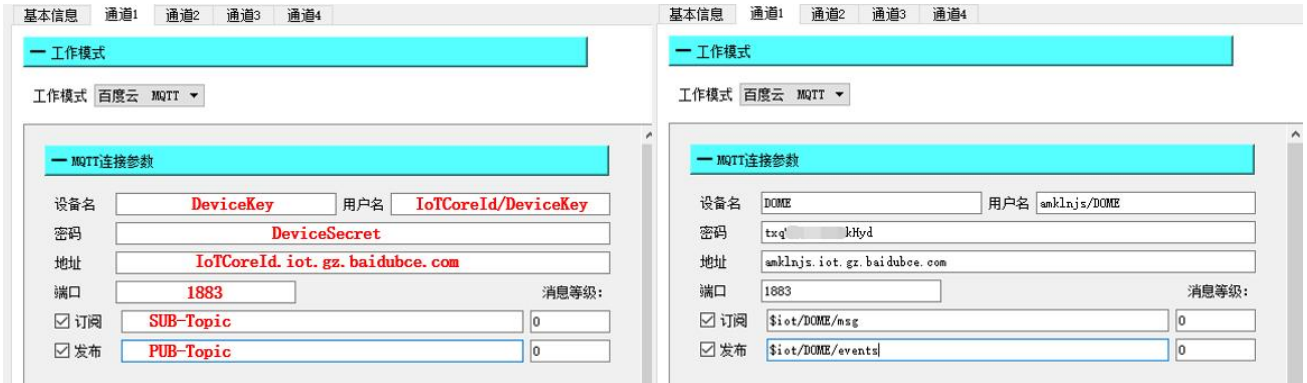 基本信息 通道1 通道2 通道3 通道4
工作模式
工作模式 百度云 MQTT
MQTT连接参数
设备名 DeviceKey 用户名 IoTCoreId/DeviceKey
密码 DeviceSecret
地址 IoTCoreId.iot.gz.baidubce.com
端口 1883 消息等级:
订阅 SUB-Topic 0
发布 PUB-Topic 0
基本信息 通道1 通道2 通道3 通道4
工作模式
工作模式 百度云 MQTT
MQTT连接参数
设备名 DOME 用户名 amklnjs/DOME
密码 txq kHyd
地址 amklnjs.iot.gz.baidubce.com
端口 1883 消息等级:
订阅 $iot/DOME/msg 0
发布 $iot/DOME/events 0